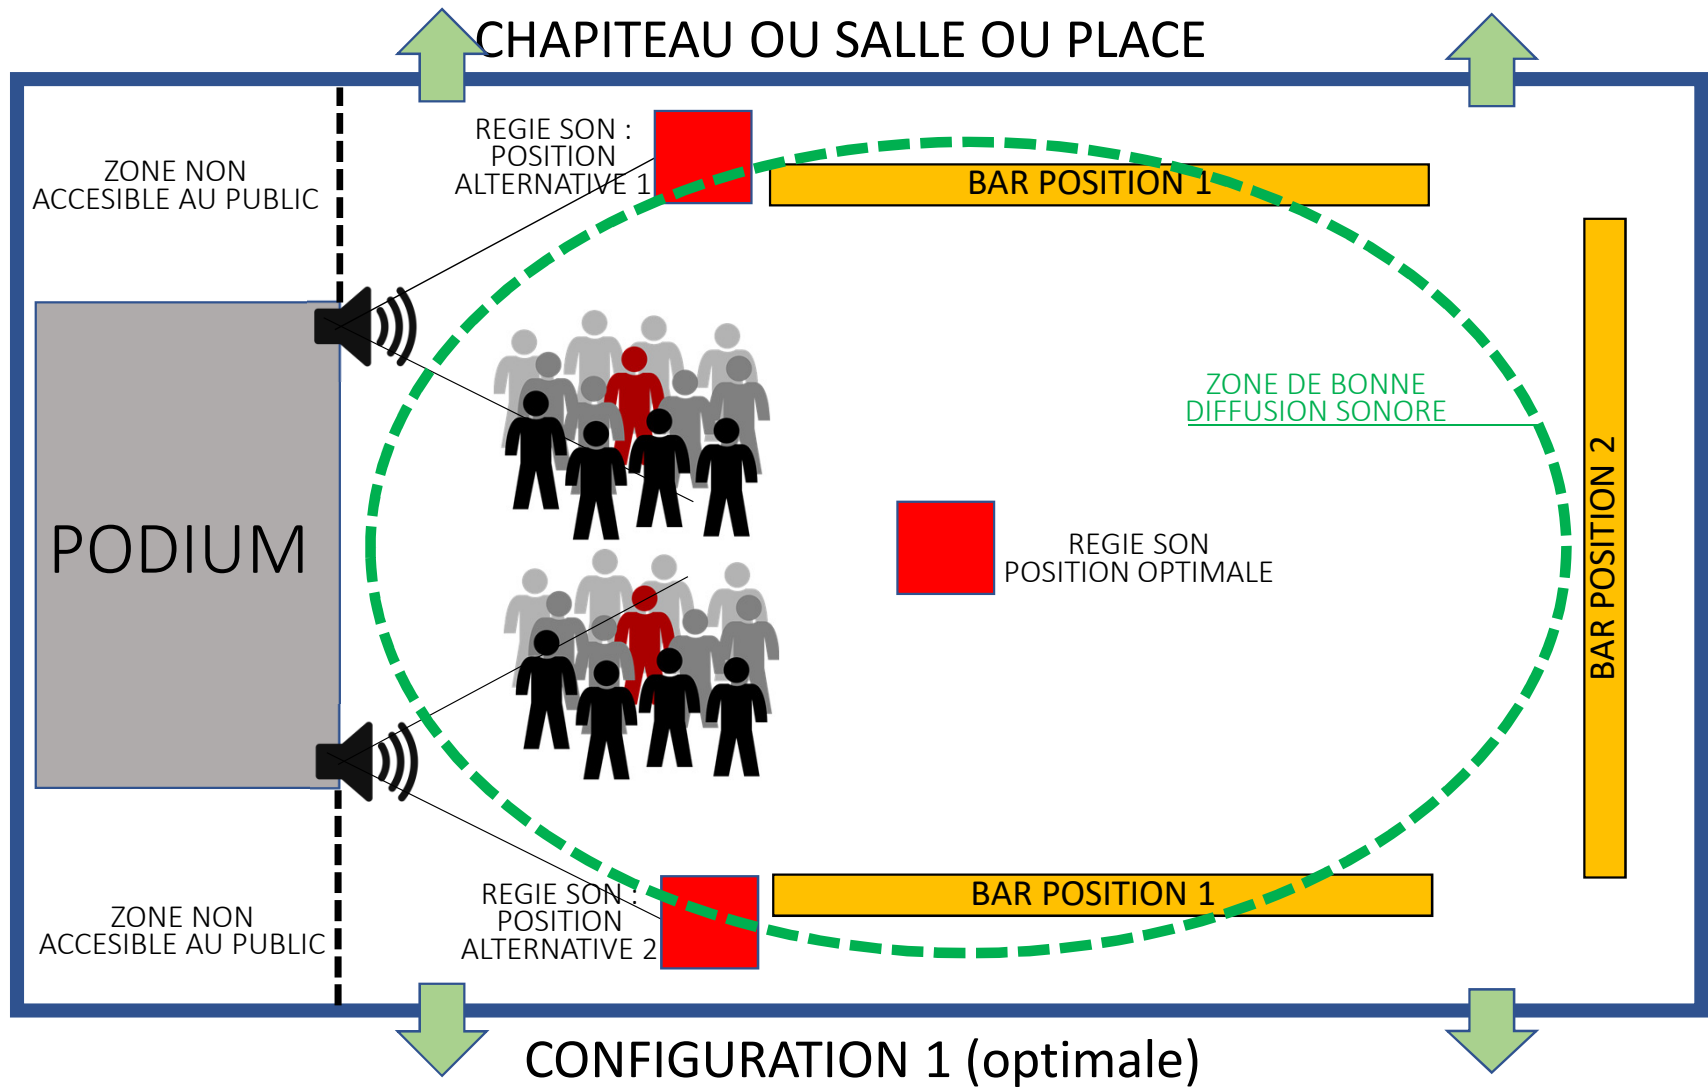 CHAPITEAU OU SALLE OU PLACE
REGIE SON :
POSITION
ALTERNATIVE 1
ZONE NON
ACCESIBLE AU PUBLIC
BAR POSITION 1
ZONE DE BONNE
DIFFUSION SONORE
PODIUM
REGIE SON
POSITION OPTIMALE
BAR POSITION 2
REGIE SON :
POSITION
ALTERNATIVE 2
BAR POSITION 1
ZONE NON
ACCESIBLE AU PUBLIC
CONFIGURATION 1 (optimale)